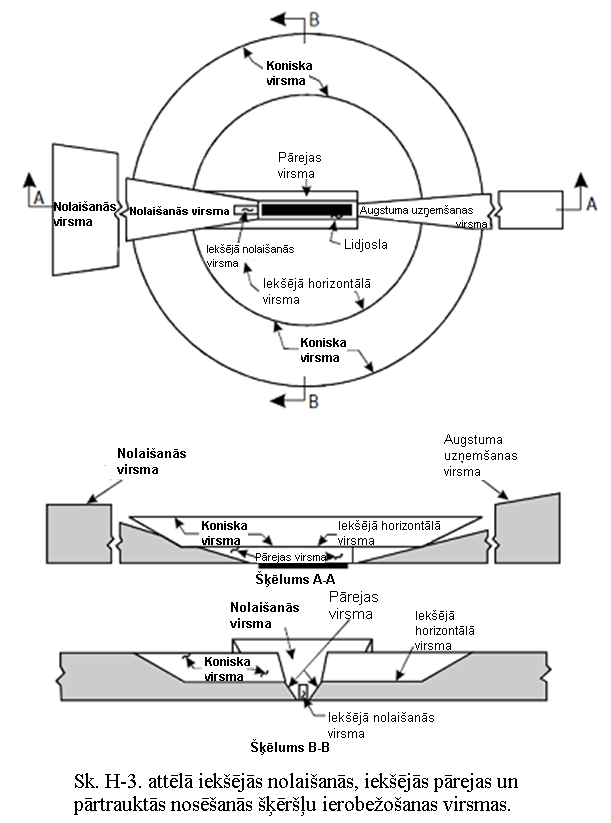 B
Koniska
virsma
Pārejas
virsma
A
A
Nolaišanās
virsma
Nolaišanās virsma
Augstuma uzņemšanas
virsma
Iekšējā nolaišanās
virsma
Lidjosla
Iekšējā horizontālā
virsma
Koniska
virsma
B
Nolaišanās
virsma
Augstuma
uzņemšanas
virsma
Koniska
virsma
Iekšējā horizontālā
virsma
Pārejas virsma
Šķēlums A-A
Pārejas
virsma
Nolaišanās
virsma
Iekšējā
horizontālā
virsma
Koniska
virsma
Iekšējā nolaišanās
virsma
Šķēlums B-B
Sk. H-3. attēlā iekšējās nolaišanās, iekšējās pārejas un
pārtrauktās nosēšanās šķēršļu ierobežošanas virsmas.